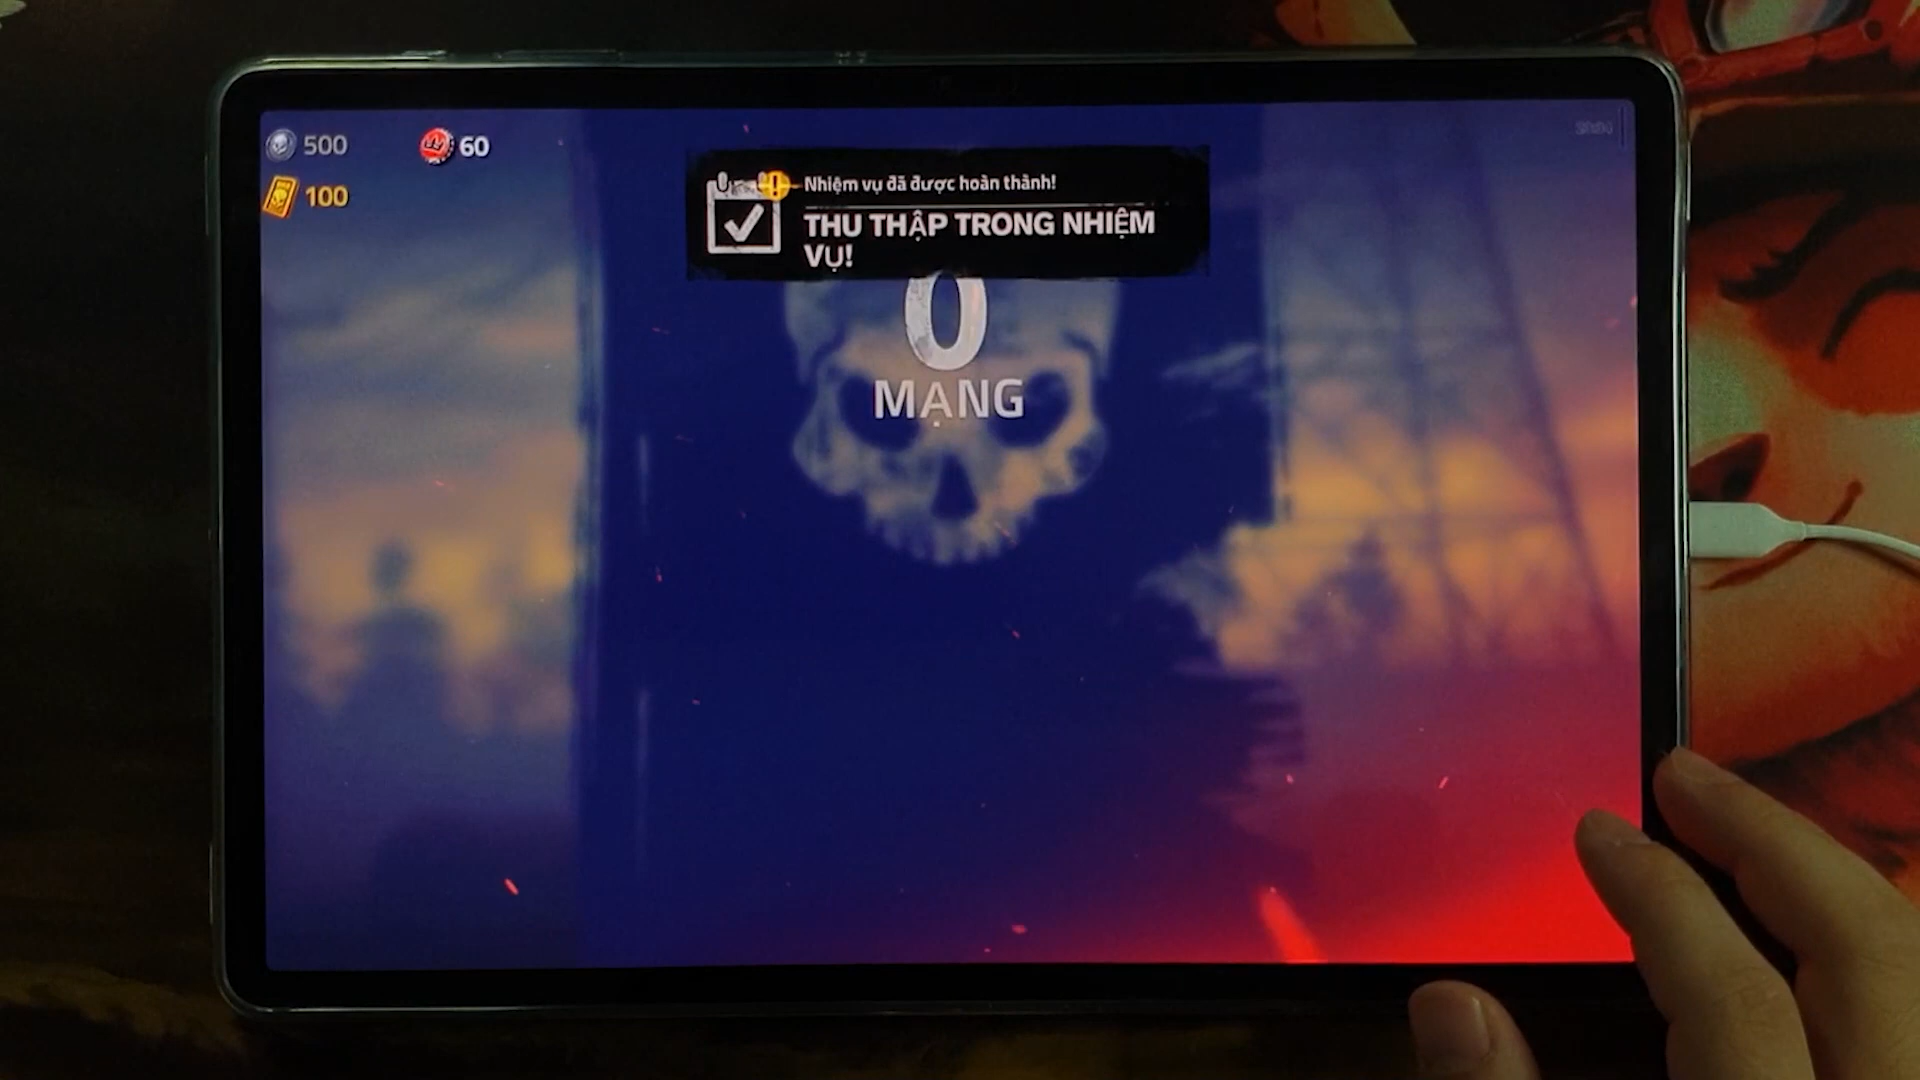 500
60
100
Nhiệm vụ đã được hoàn thành!
THU THẬP TRONG NHIỆM
VỤ!
0
MẠNG